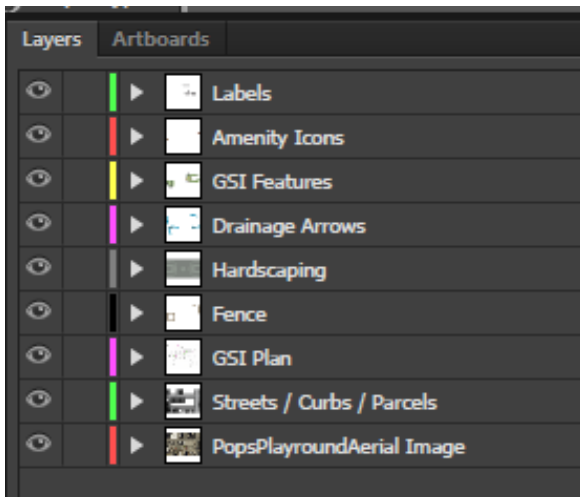 Layers Artboards
Labels
Amenity Icons
GSI Features
Drainage Arrows
Hardscaping
Fence
GSI Plan
Streets / Curbs / Parcels
PopsPlayroundAerial Image